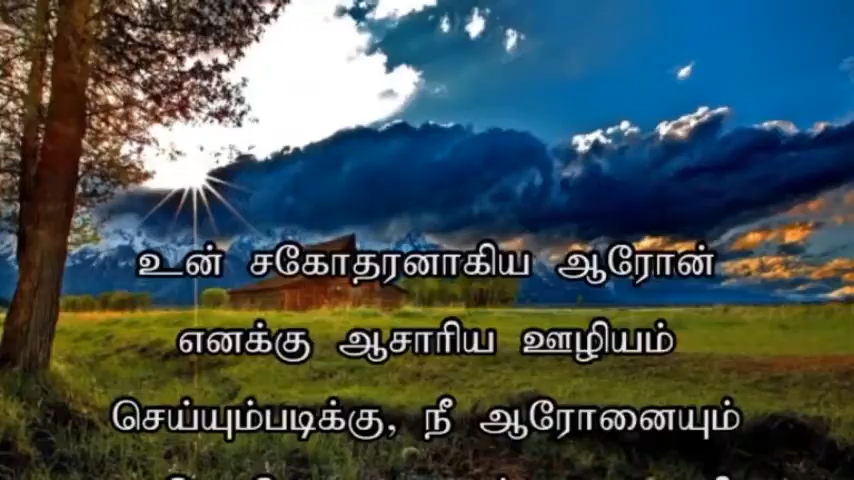 உன் சகோதரனாகிய ஆரோன்
எனக்கு ஆசாரிய ஊழியம்
செய்யும்படிக்கு, நீ ஆரோனையும்